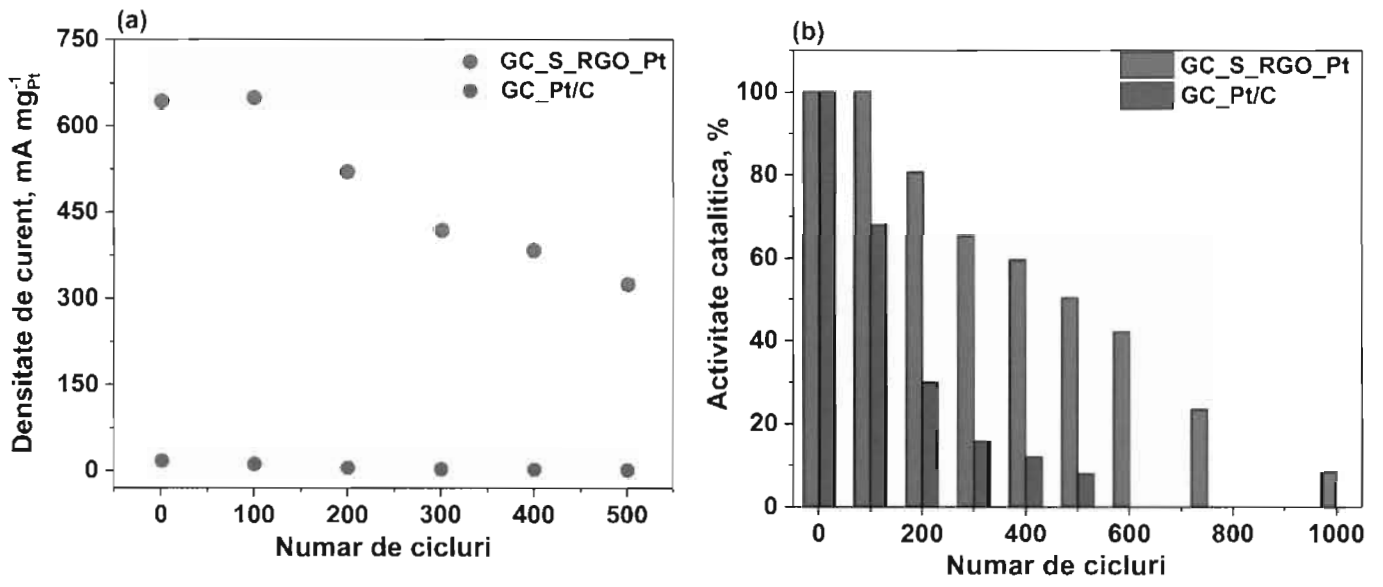 (a)
750
600
450
300
150
0
Densitate de curent, mA mg⁻¹Pt
GC_S_RGO_Pt
GC_Pt/C
0 100 200 300 400 500
Numar de cicluri
(b)
100
80
60
40
20
0
Activitate catalitica, %
GC_S_RGO_Pt
GC_Pt/C
0 200 400 600 800 1000
Numar de cicluri